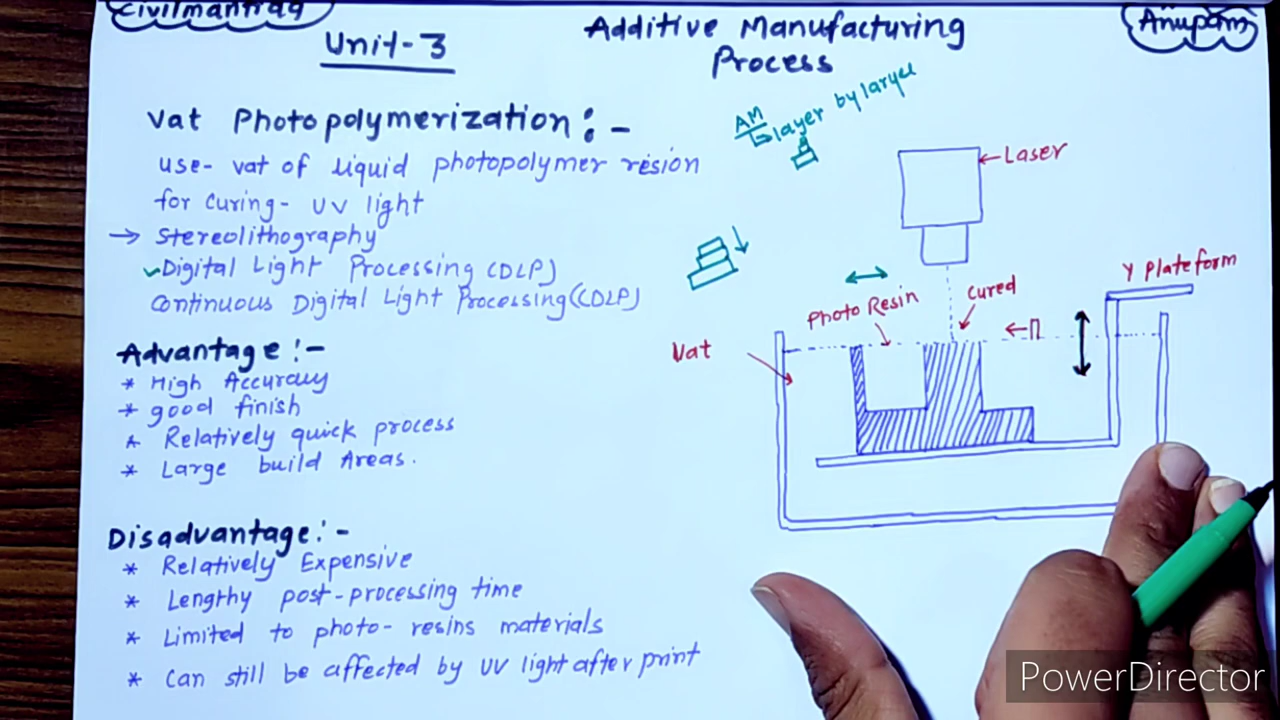 Civilmantraa
Anupam
Unit-3
Additive Manufacturing
Process
AM
layer by laryer
Vat Photopolymerization:-
use- vat of liquid photopolymer resion
for curing- UV light
→ Stereolithography
Digital Light Processing (DLP)
Continuous Digital Light Processing (CDLP)
Advantage:-
* High Accuracy
* good finish
* Relatively quick process
* Large build Areas.
Disadvantage:-
* Relatively Expensive
* Lengthy post-processing time
* Limited to photo-resins materials
* Can still be affected by UV light after print
Laser
Y plateform
Photo Resin
Cured
Vat
PowerDirector